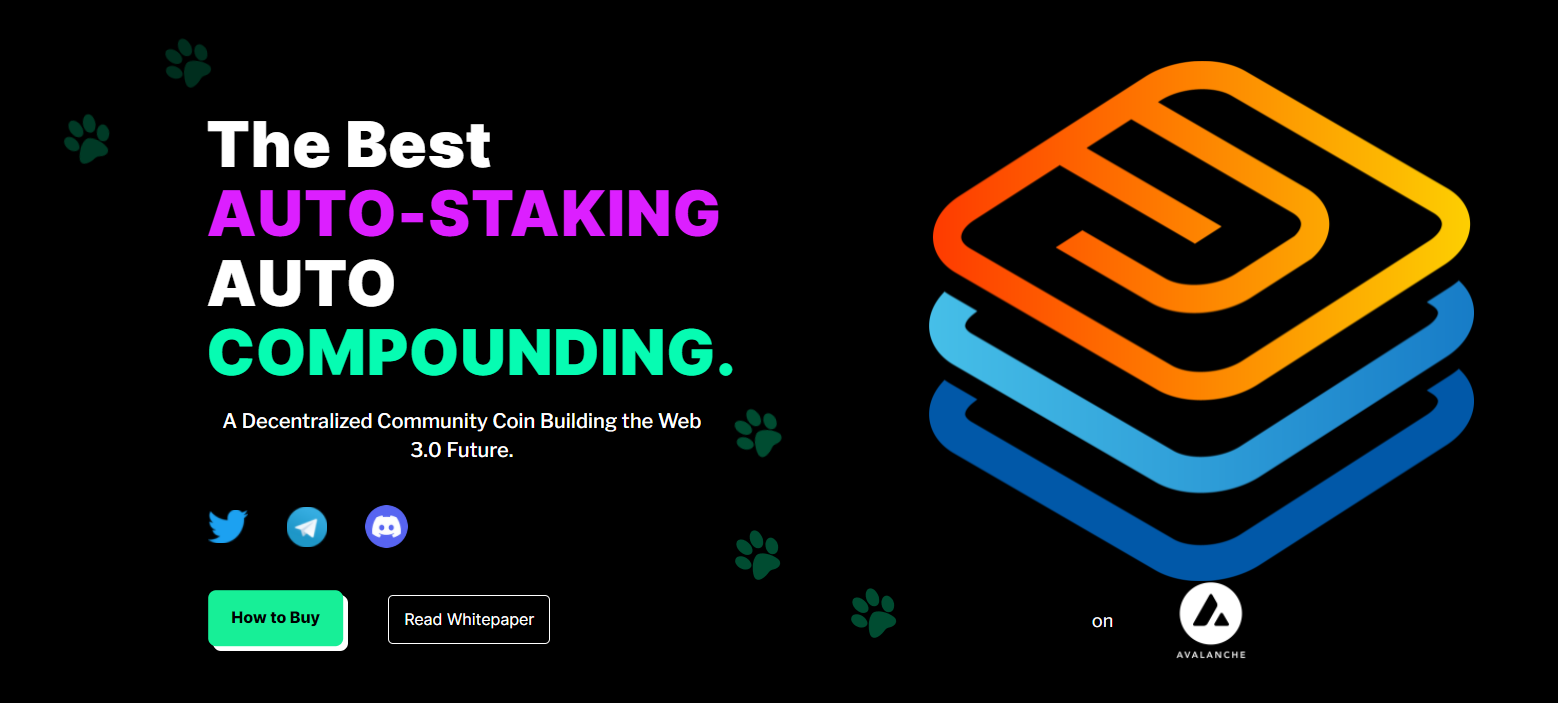 The Best
AUTO-STAKING
AUTO
COMPOUNDING.
A Decentralized Community Coin Building the Web
3.0 Future.
How to Buy
Read Whitepaper
on
AVALANCHE